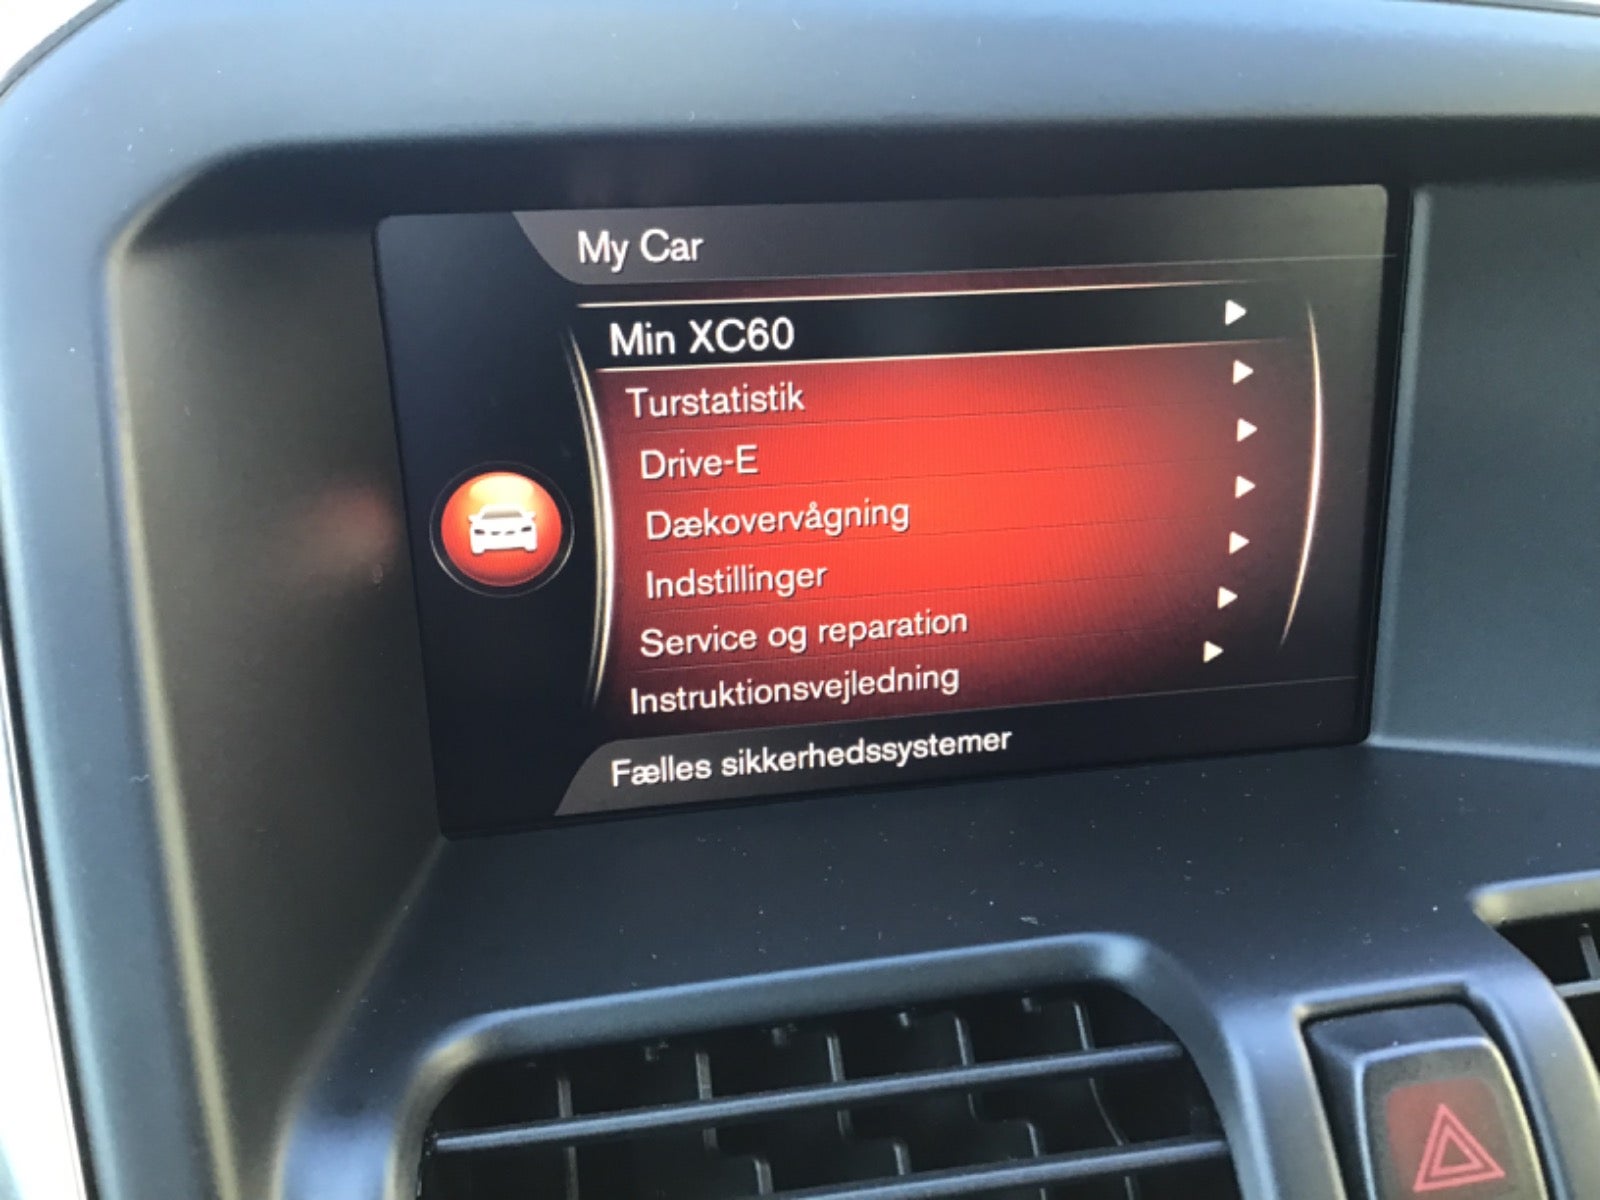 My Car
Min XC60
Turstatistik
Drive-E
Dækovervågning
Indstillinger
Service og reparation
Instruktionsvejledning
Fælles sikkerhedssystemer